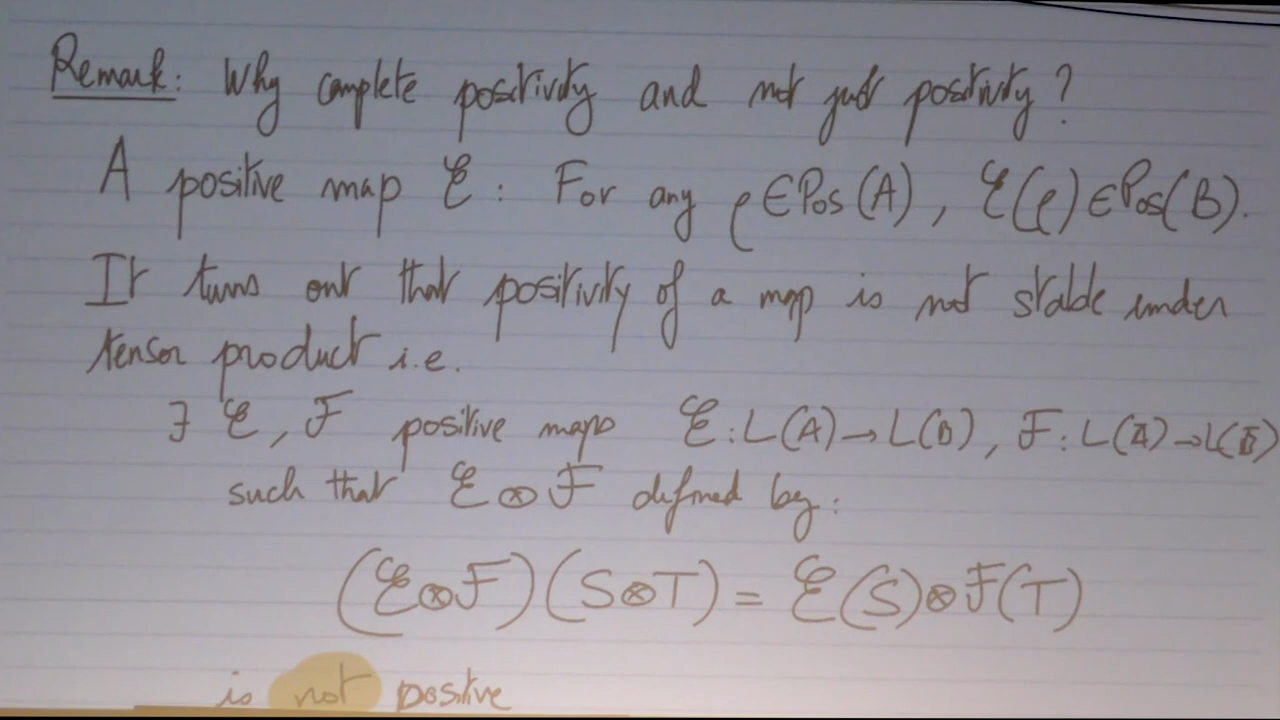 Remark: Why complete positivity and not just positivity?
A positive map ℰ: For any ρ∈Pos(A), ℰ(ρ)∈Pos(B).
It turns out that positivity of a map is not stable under
tensor product i.e.
∃ ℰ, ℱ positive maps ℰ: L(A)→L(B), ℱ: L(Ā)→L(B̄)
such that ℰ⊗ℱ defined by:
(ℰ⊗ℱ)(S⊗T) = ℰ(S)⊗ℱ(T)
is not positive